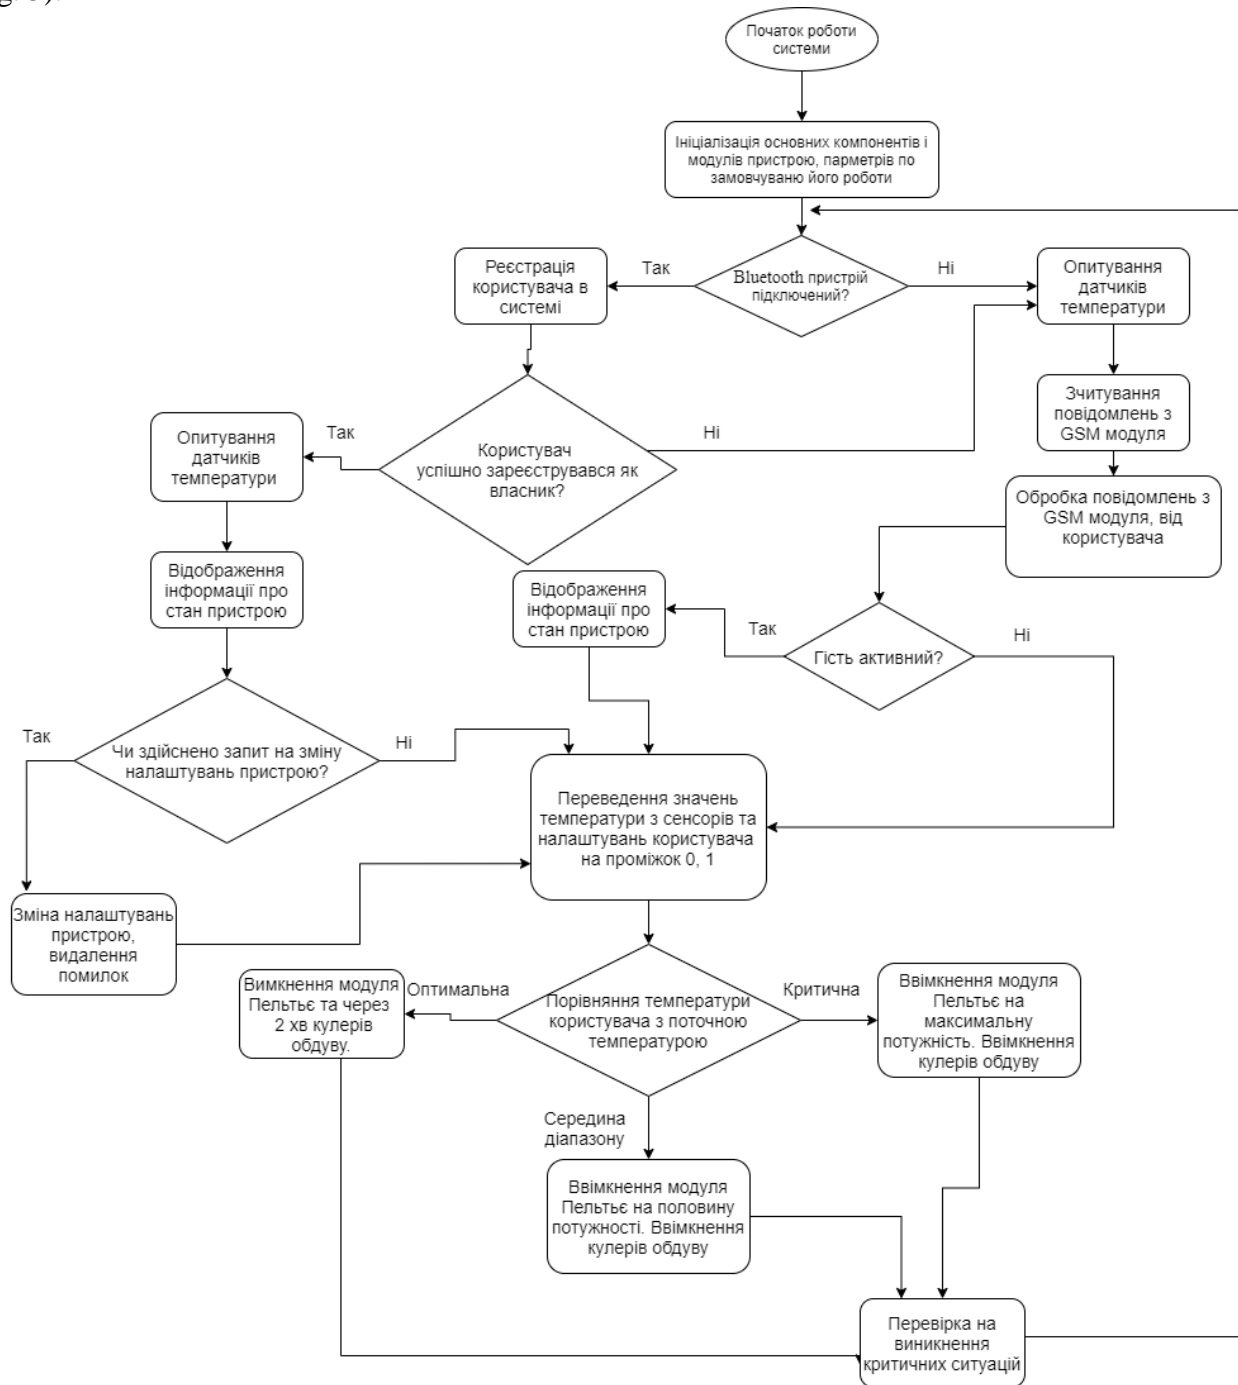 Початок роботи
системи
Ініціалізація основних компонентів і
модулів пристрою, парметрів по
замовчуваню його роботи
Bluetooth пристрій
підключений?
Так
Ні
Реєстрація
користувача в
системі
Опитування
датчиків
температури
Зчитування
повідомлень з
GSM модуля
Користувач
успішно зареєструвався як
власник?
Так
Ні
Опитування
датчиків
температури
Обробка повідомлень з
GSM модуля, від
користувача
Відображення
інформації про
стан пристрою
Відображення
інформації про
стан пристрою
Так
Гість активний?
Ні
Так
Чи здійснено запит на зміну
налаштувань пристрою?
Ні
Переведення значень
температури з сенсорів та
налаштувань користувача
на проміжок 0, 1
Зміна налаштувань
пристрою,
видалення
помилок
Вимкнення модуля
Пельтьє та через
2 хв кулерів
обдуву.
Оптимальна
Порівняння температури
користувача з поточною
температурою
Критична
Ввімкнення модуля
Пельтьє на
максимальну
потужність. Ввімкнення
кулерів обдуву
Середина
діапазону
Ввімкнення модуля
Пельтьє на половину
потужності. Ввімкнення
кулерів обдуву
Перевірка на
виникнення
критичних ситуацій